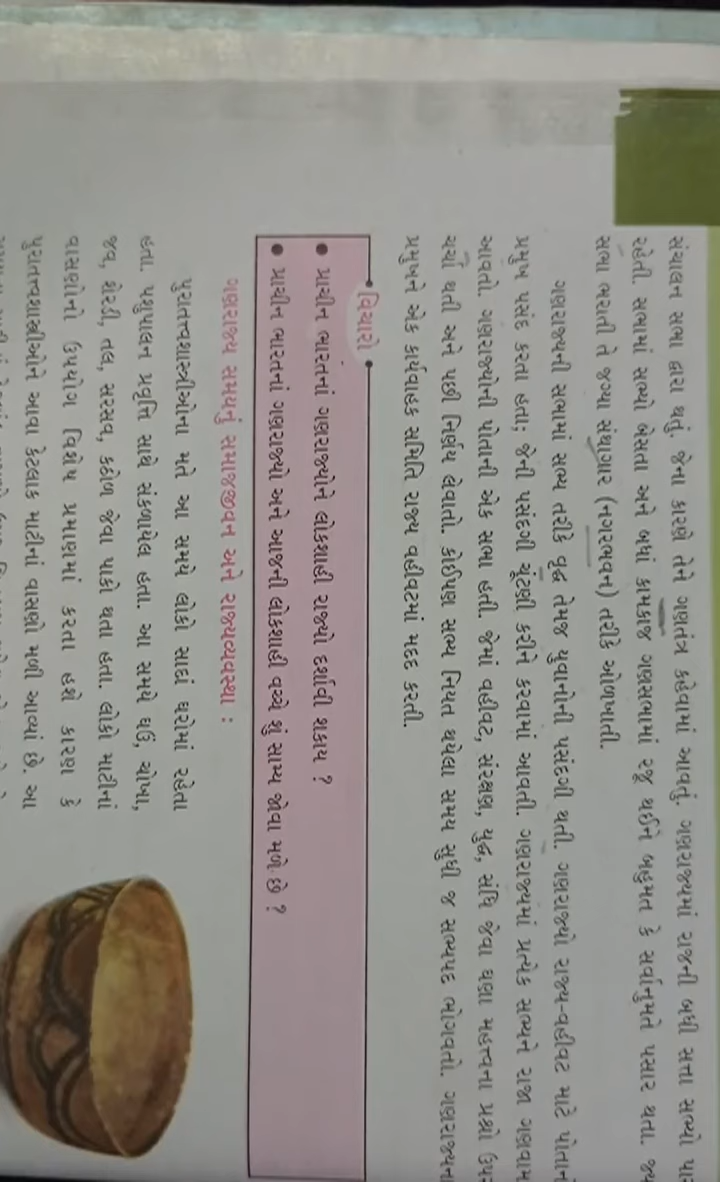 સંચાલન સભા દ્વારા થતું, જેના કારણે તેને ગણતંત્ર કહેવામાં આવતું. ગણરાજ્યમાં રાજની બધી સત્તા સભ્યો
રહેતી. સભામાં સભ્યો બેસતા અને બધાં કામકાજ ગણસભામાં રજૂ થઈને બહુમત કે સર્વાનુમતે પસાર થતા.
સભા ભરાતી તે જગ્યા સંથાગાર (નગરભવન) તરીકે ઓળખાતી.
ગણરાજ્યની સભામાં સભ્ય તરીકે વૃદ્ધ તેમજ યુવાનોની પસંદગી થતી. ગણરાજ્યો રાજ્ય-વહીવટ માટે
પ્રમુખ પસંદ કરતા હતા; જેની પસંદગી ચૂંટણી કરીને કરવામાં આવતી. ગણરાજ્યમાં પ્રત્યેક સભ્યને રાજા
આવતો. ગણરાજ્યોની પોતાની એક સભા હતી. જેમાં વહીવટ, સંરક્ષણ, યુદ્ધ, સંધિ જેવા ઘણા મહત્ત્વના પ્રશ્નો
ચર્ચા થતી અને પછી નિર્ણય લેવાતો. કોઈપણ સભ્ય નિયત થયેલા સમય સુધી જ સભ્યપદ ભોગવતો.
પ્રમુખને એક કાર્યવાહક સમિતિ રાજ્ય વહીવટમાં મદદ કરતી.
વિચારો
• પ્રાચીન ભારતનાં ગણરાજ્યોને લોકશાહી રાજ્યો દર્શાવી શકાય ?
• પ્રાચીન ભારતનાં ગણરાજ્યો અને આજની લોકશાહી વચ્ચે શું સામ્ય જોવા મળે છે ?
ગણરાજ્ય સમયનું સમાજજીવન અને રાજ્યવ્યવસ્થા :
પુરાતત્ત્વશાસ્ત્રીઓના મતે આ સમયે લોકો સાદાં ઘરોમાં રહેતા
હતા. પશુપાલન પ્રવૃત્તિ સાથે સંકળાયેલ હતા. આ સમયે ઘઉં, ચોખા,
જવ, શેરડી, તલ, સરસવ, કઠોળ જેવા પાકો થતા હતા. લોકો માટીનાં
વાસણોનો ઉપયોગ વિશેષ પ્રમાણમાં કરતા હશે કારણ કે
પુરાતત્ત્વશાસ્ત્રીઓને આવા કેટલાક માટીનાં વાસણો મળી આવ્યાં છે. આ